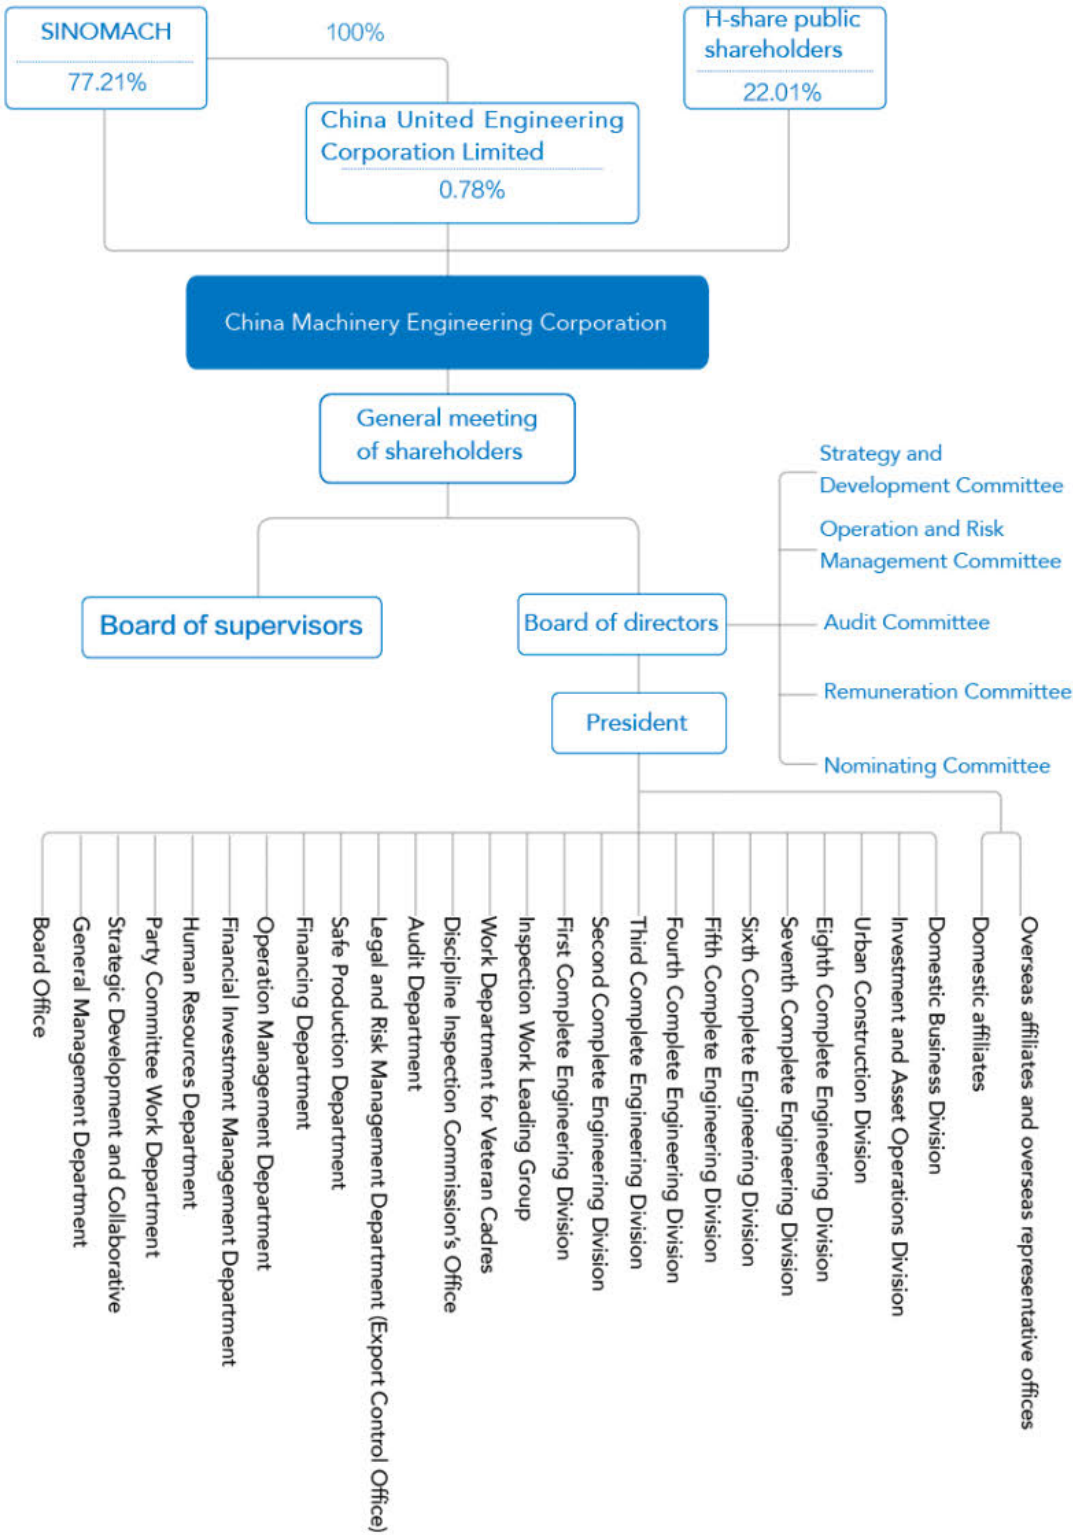 SINOMACH
77.21%
100%
H-share public
shareholders
22.01%
China United Engineering
Corporation Limited
0.78%
China Machinery Engineering Corporation
General meeting
of shareholders
Board of supervisors
Board of directors
President
Strategy and
Development Committee
Operation and Risk
Management Committee
Audit Committee
Remuneration Committee
Nominating Committee
Board Office
General Management Department
Strategic Development and Collaborative
Party Committee Work Department
Human Resources Department
Financial Investment Management Department
Operation Management Department
Financing Department
Safe Production Department
Legal and Risk Management Department (Export Control Office)
Audit Department
Discipline Inspection Commission's Office
Work Department for Veteran Cadres
Inspection Work Leading Group
First Complete Engineering Division
Second Complete Engineering Division
Third Complete Engineering Division
Fourth Complete Engineering Division
Fifth Complete Engineering Division
Sixth Complete Engineering Division
Seventh Complete Engineering Division
Eighth Complete Engineering Division
Urban Construction Division
Investment and Asset Operations Division
Domestic Business Division
Domestic affiliates
Overseas affiliates and overseas representative offices